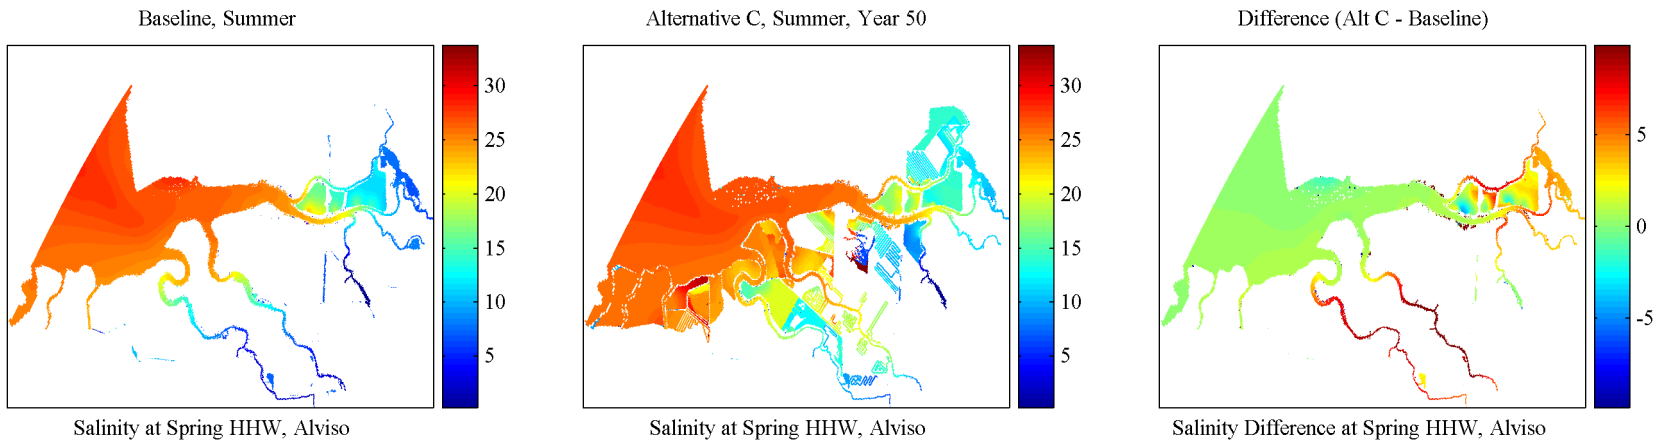 Baseline, Summer
30
25
20
15
10
5
Salinity at Spring HHW, Alviso
Alternative C, Summer, Year 50
30
25
20
15
10
5
Salinity at Spring HHW, Alviso
Difference (Alt C - Baseline)
5
0
-5
Salinity Difference at Spring HHW, Alviso